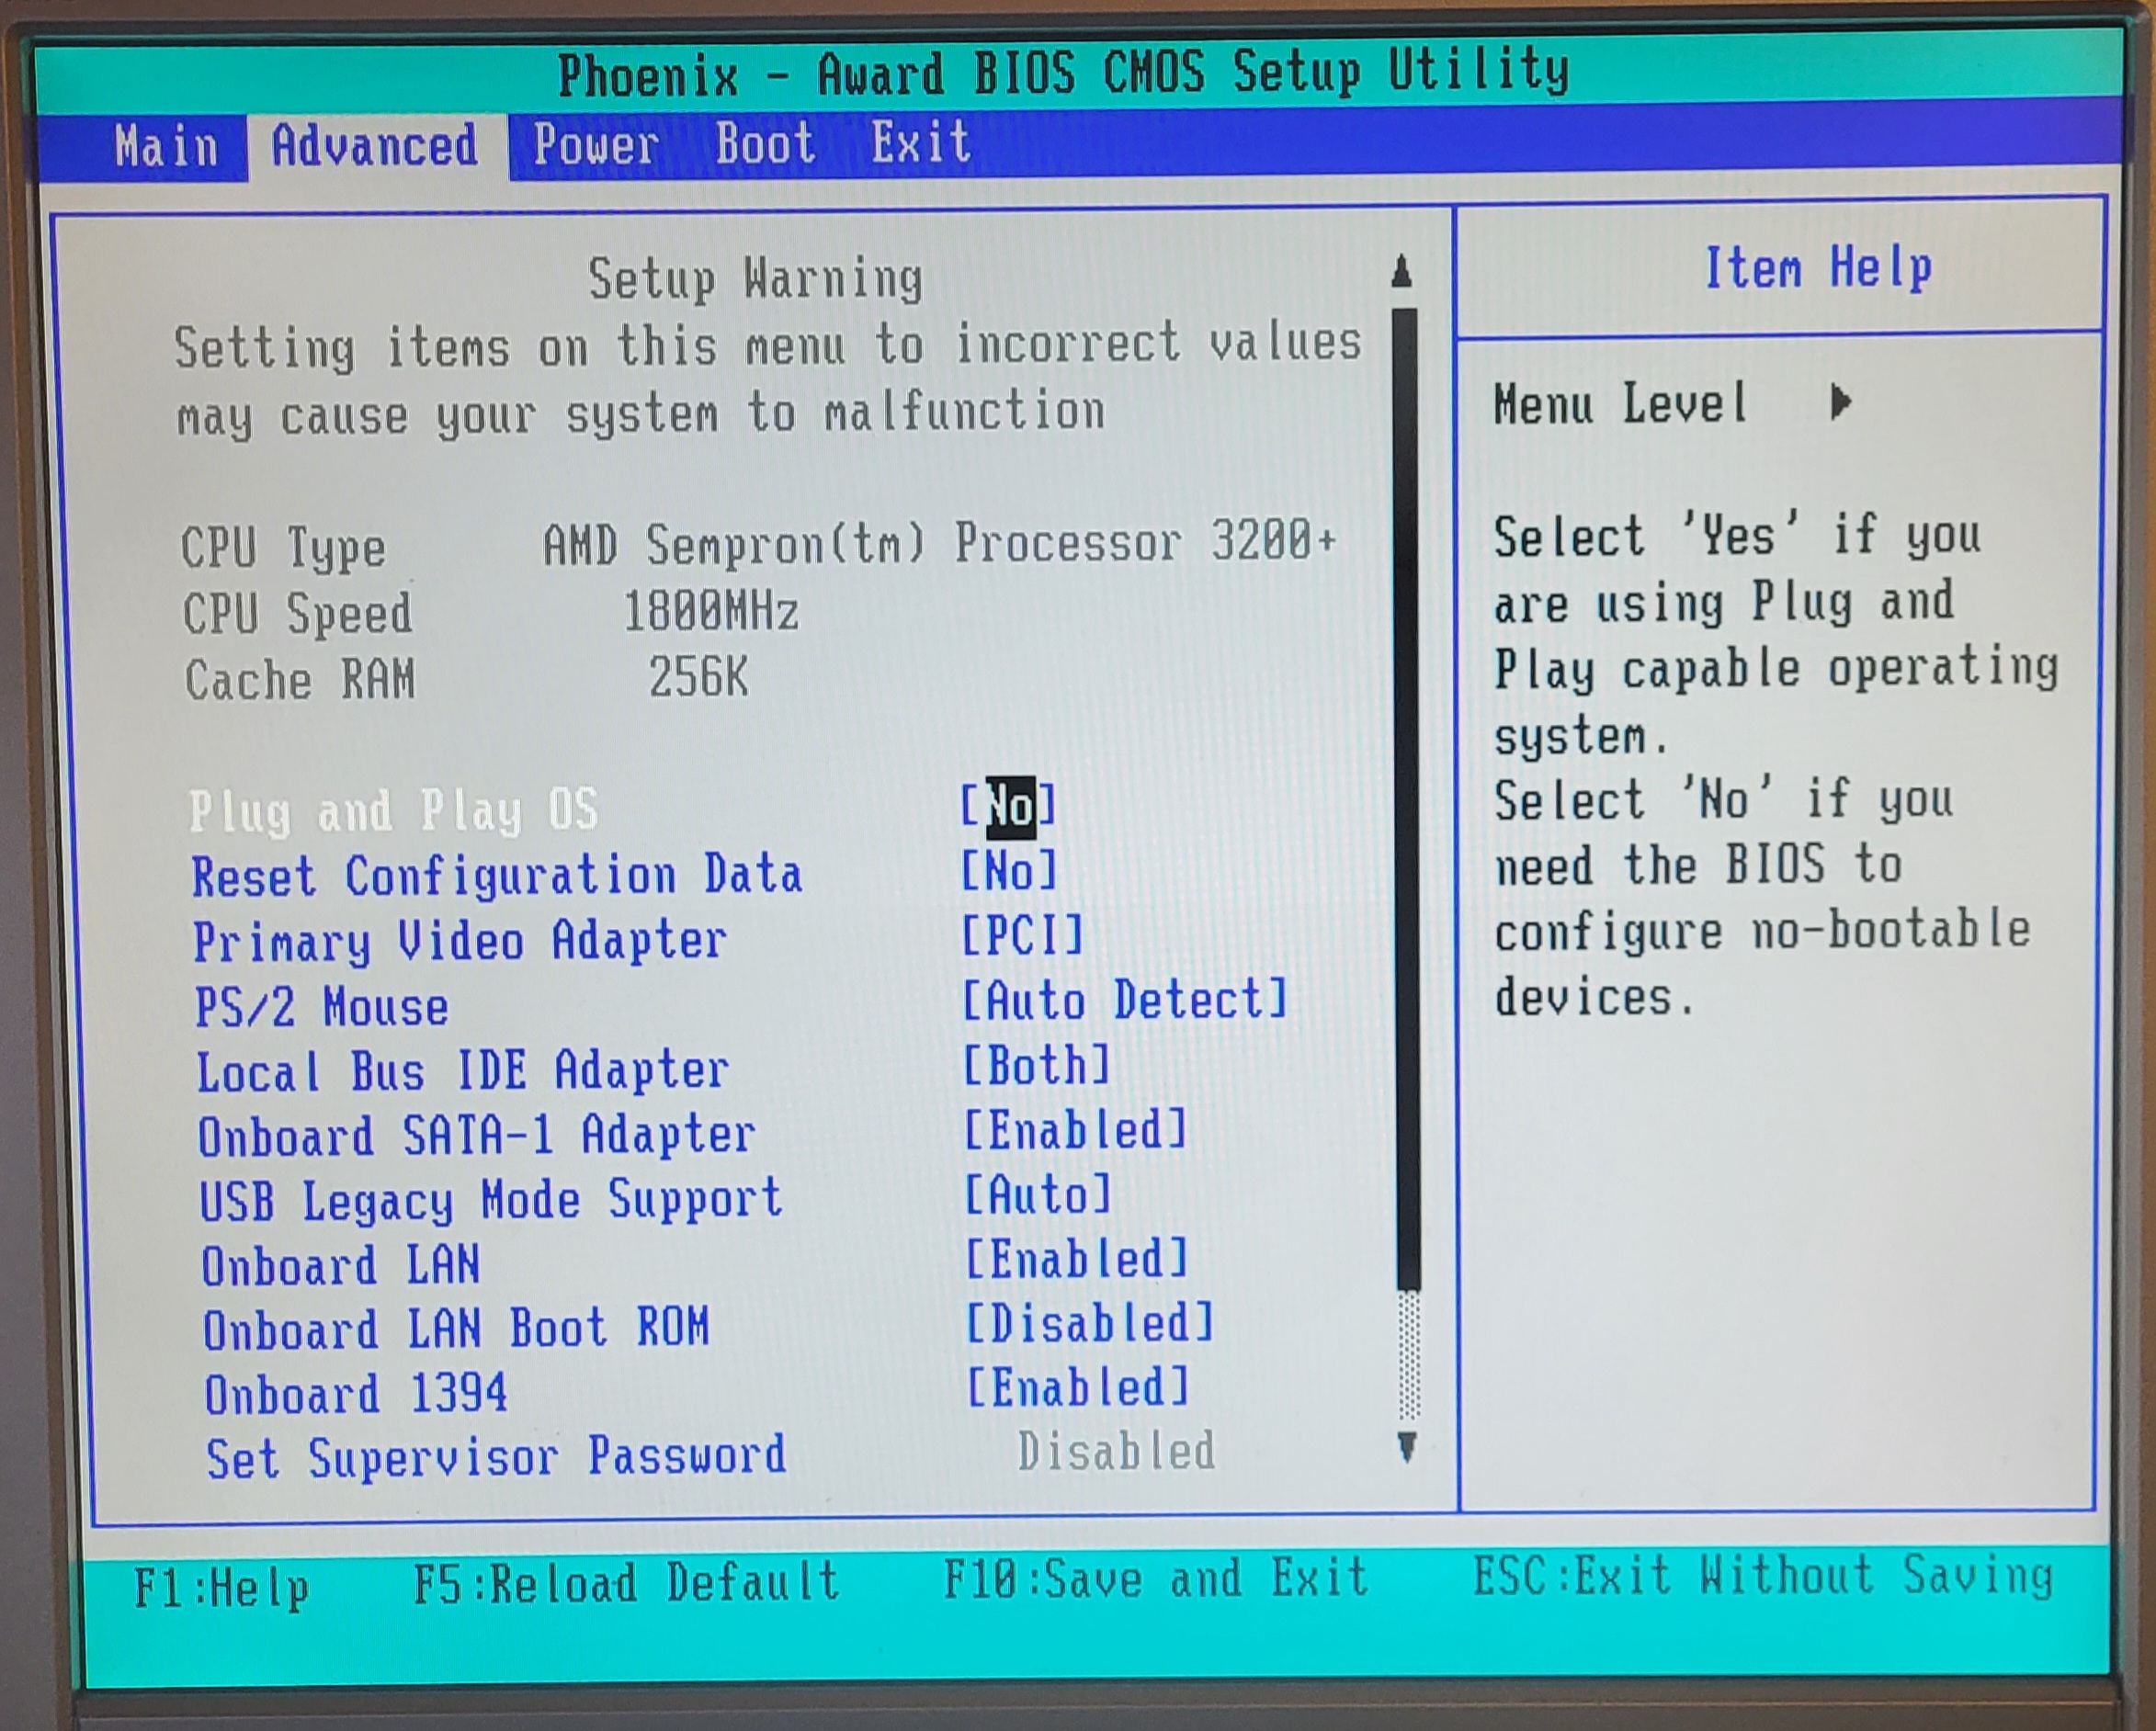 Phoenix - Award BIOS CMOS Setup Utility
Main Advanced Power Boot Exit
Setup Warning
Setting items on this menu to incorrect values
may cause your system to malfunction
CPU Type AMD Sempron(tm) Processor 3200+
CPU Speed 1800MHz
Cache RAM 256K
Plug and Play OS [No]
Reset Configuration Data [No]
Primary Video Adapter [PCI]
PS/2 Mouse [Auto Detect]
Local Bus IDE Adapter [Both]
Onboard SATA-1 Adapter [Enabled]
USB Legacy Mode Support [Auto]
Onboard LAN [Enabled]
Onboard LAN Boot ROM [Disabled]
Onboard 1394 [Enabled]
Set Supervisor Password Disabled
Item Help
Menu Level
Select 'Yes' if you
are using Plug and
Play capable operating
system.
Select 'No' if you
need the BIOS to
configure no-bootable
devices.
F1:Help F5:Reload Default F10:Save and Exit ESC:Exit Without Saving